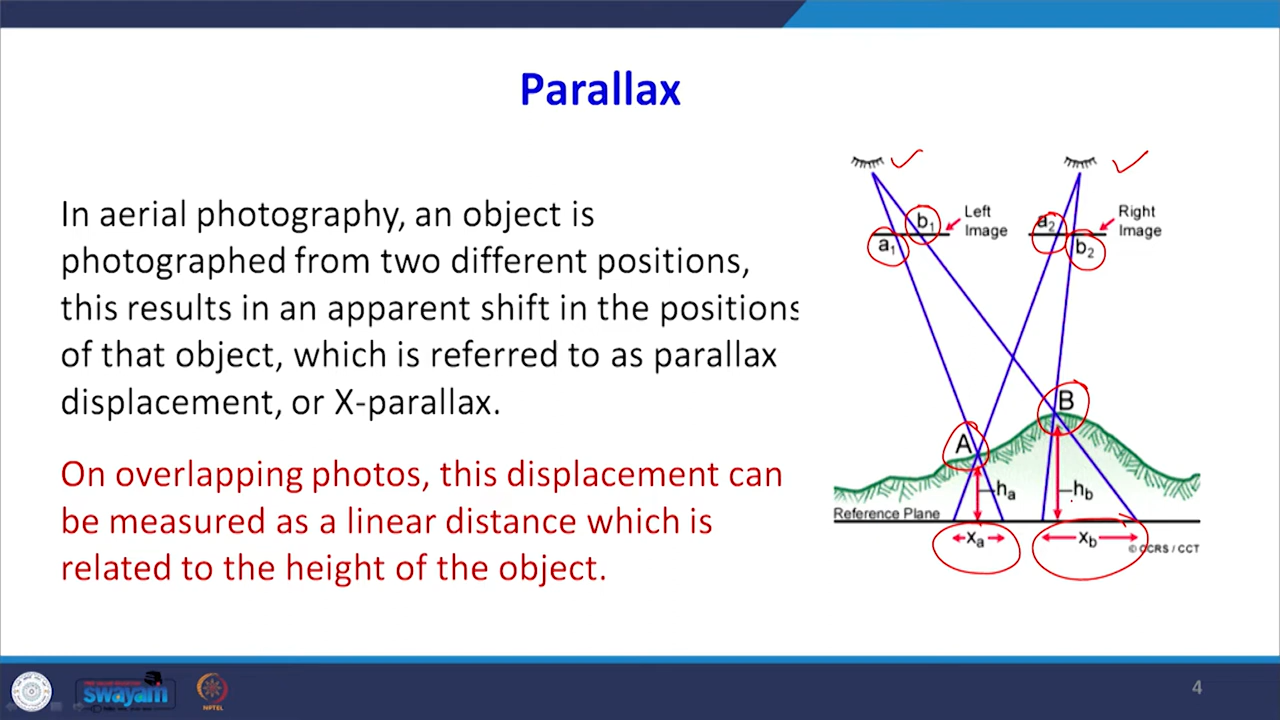 Parallax
In aerial photography, an object is
photographed from two different positions,
this results in an apparent shift in the positions
of that object, which is referred to as parallax
displacement, or X-parallax.
On overlapping photos, this displacement can
be measured as a linear distance which is
related to the height of the object.
b1
Left
Image
a1
a2
Right
Image
b2
B
A
ha
hb
Reference Plane
xa
xb
© CCRS / CCT
swayam
NPTEL
4